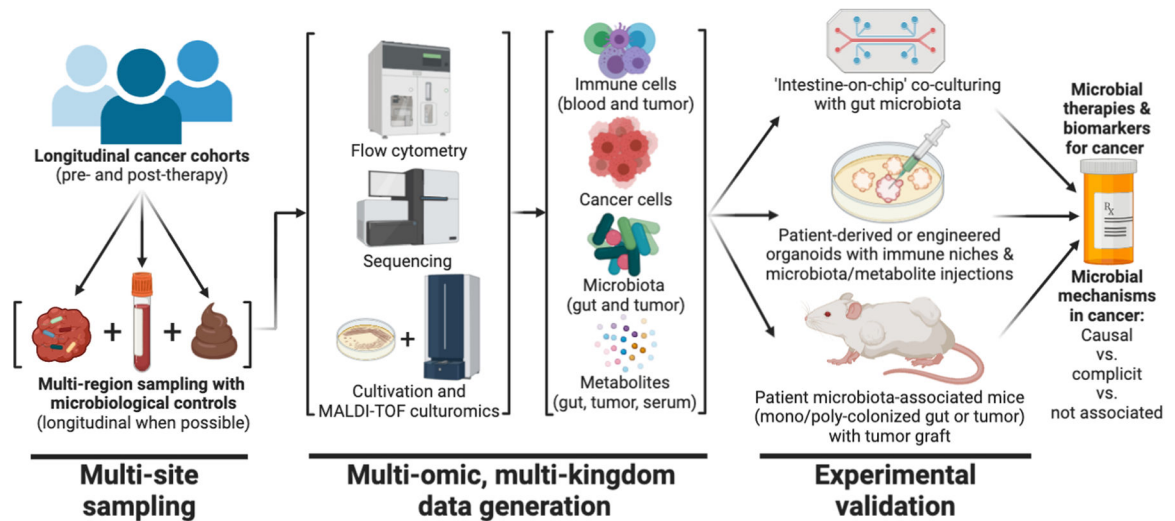 Longitudinal cancer cohorts
(pre- and post-therapy)
Multi-region sampling with
microbiological controls
(longitudinal when possible)
Multi-site
sampling
Flow cytometry
Sequencing
Cultivation and
MALDI-TOF culturomics
Immune cells
(blood and tumor)
Cancer cells
Microbiota
(gut and tumor)
Metabolites
(gut, tumor, serum)
Multi-omic, multi-kingdom
data generation
'Intestine-on-chip' co-culturing
with gut microbiota
Patient-derived or engineered
organoids with immune niches &
microbiota/metabolite injections
Patient microbiota-associated mice
(mono/poly-colonized gut or tumor)
with tumor graft
Experimental
validation
Microbial
therapies &
biomarkers
for cancer
Rx
Microbial
mechanisms
in cancer:
Causal
vs.
complicit
vs.
not associated